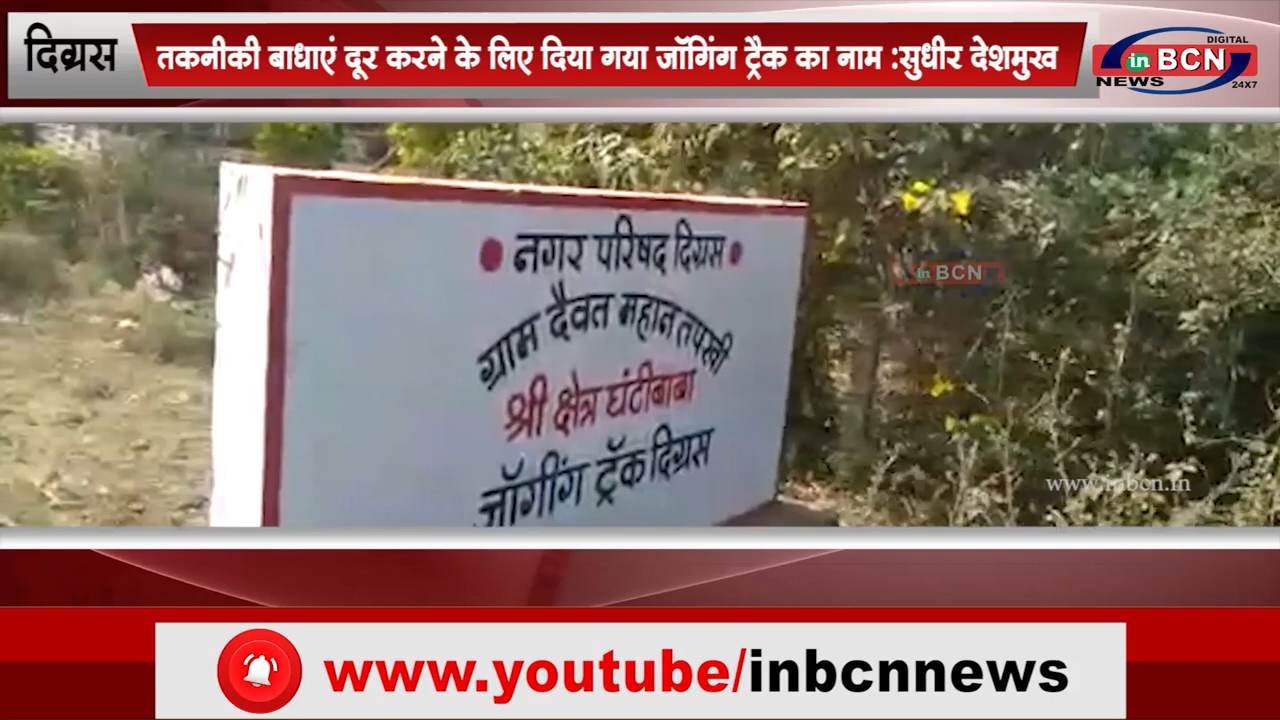 दिग्रस
तकनीकी बाधाएं दूर करने के लिए दिया गया जॉगिंग ट्रैक का नाम :सुधीर देशमुख
DIGITAL
in BCN
NEWS
24X7
नगर परिषद दिग्रस
ग्राम दैवत महान तपस्वी
श्री क्षेत्र घंटीबाबा
जॉगींग ट्रॅक दिग्रस
in BCN
www.inbcn.in
www.youtube/inbcnnews